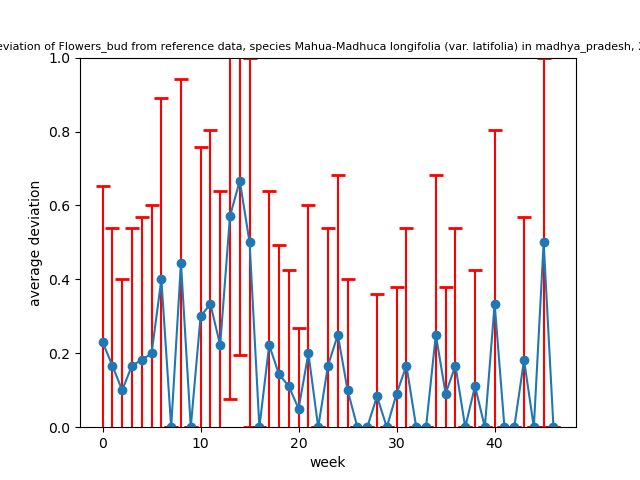 eviation of Flowers_bud from reference data, species Mahua-Madhuca longifolia (var. latifolia) in madhya_pradesh,
1.0
0.8
0.6
0.4
0.2
0.0
average deviation
0 10 20 30 40
week